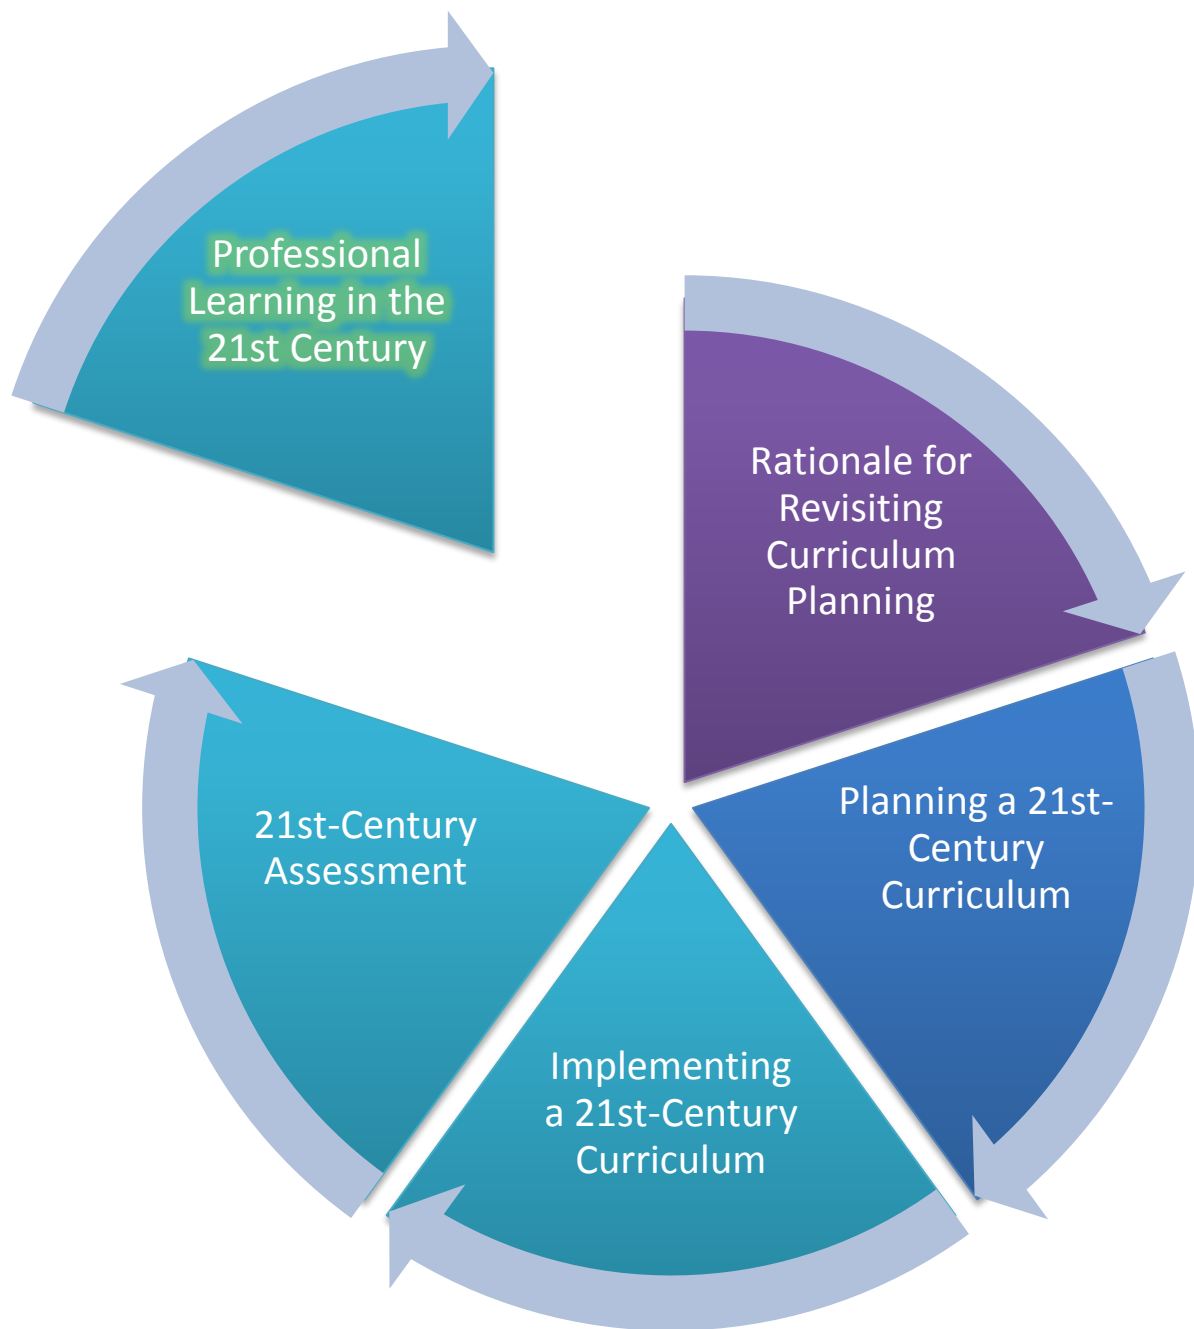 Professional
Learning in the
21st Century
Rationale for
Revisiting
Curriculum
Planning
Planning a 21st-
Century
Curriculum
Implementing
a 21st-Century
Curriculum
21st-Century
Assessment